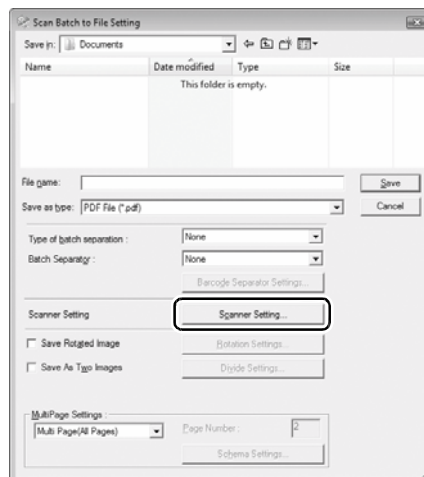 Scan Batch to File Setting
Save in: Documents
Name Date modified Type Size
This folder is empty.
File name: Save
Save as type: PDF File (*.pdf) Cancel
Type of batch separation : None
Batch Separator : None
Barcode Separator Settings...
Scanner Setting Scanner Setting...
Save Rotated Image Rotation Settings...
Save As Two Images Divide Settings...
MultiPage Settings :
Multi Page(All Pages) Page Number : 2
Schema Settings...